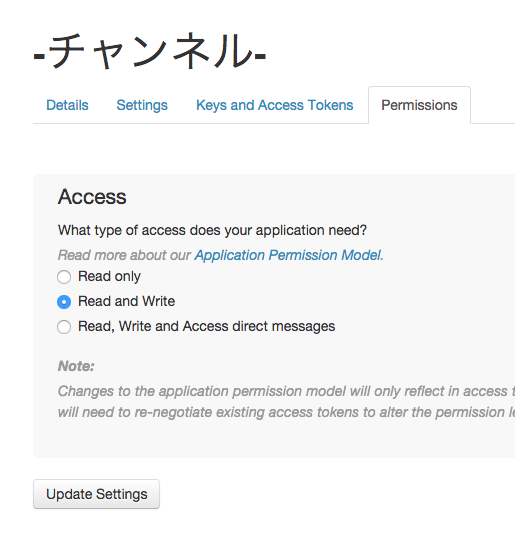 -チャンネル-
Details Settings Keys and Access Tokens Permissions
Access
What type of access does your application need?
Read more about our Application Permission Model.
Read only
Read and Write
Read, Write and Access direct messages
Note:
Changes to the application permission model will only reflect in access
will need to re-negotiate existing access tokens to alter the permission
Update Settings